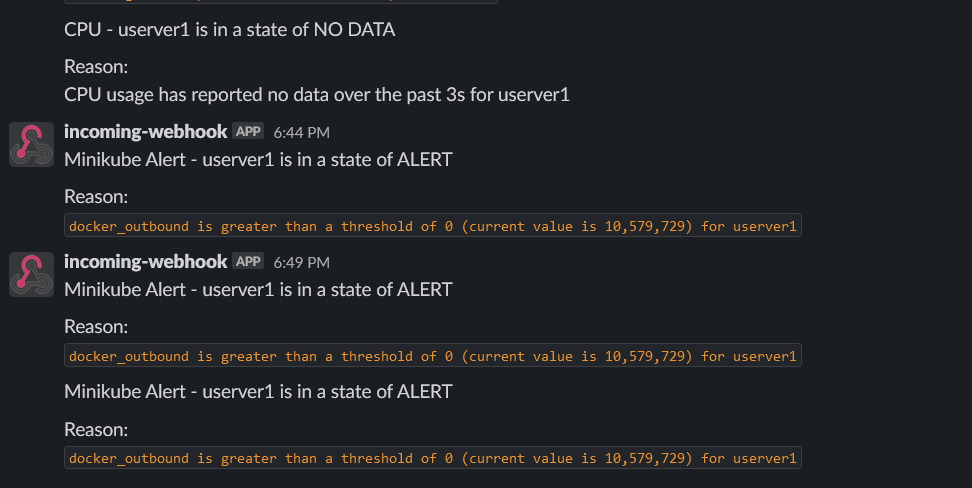 CPU - userver1 is in a state of NO DATA
Reason:
CPU usage has reported no data over the past 3s for userver1
incoming-webhook APP 6:44 PM
Minikube Alert - userver1 is in a state of ALERT
Reason:
docker_outbound is greater than a threshold of 0 (current value is 10,579,729) for userver1
incoming-webhook APP 6:49 PM
Minikube Alert - userver1 is in a state of ALERT
Reason:
docker_outbound is greater than a threshold of 0 (current value is 10,579,729) for userver1
Minikube Alert - userver1 is in a state of ALERT
Reason:
docker_outbound is greater than a threshold of 0 (current value is 10,579,729) for userver1